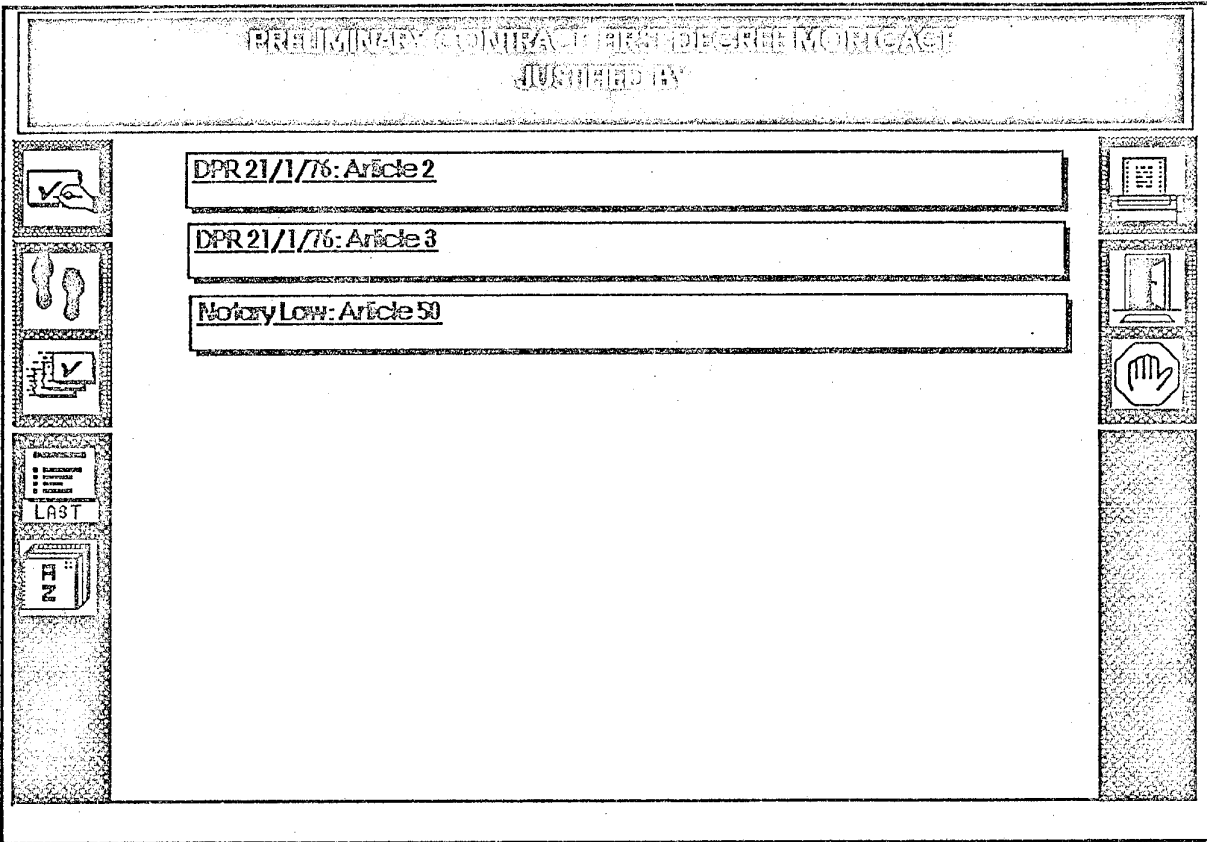 PRELIMINARY CONTRACT FIRST DEGREE MORTGAGE
JUSTIFIED BY
DPR 21/1/76: Article 2
DPR 21/1/76: Article 3
Notary Low: Article 50
LAST
A
Z